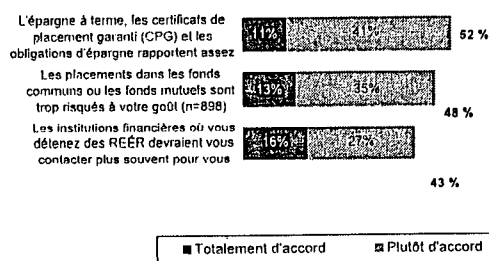 L'épargne à terme, les certificats de
placement garanti (CPG) et les
obligations d'épargne rapportent assez
11%
41%
52 %
Les placements dans les fonds
communs ou les fonds mutuels sont
trop risqués à votre goût (n=898)
13%
35%
48 %
Les institutions financières où vous
détenez des REÉR devraient vous
contacter plus souvent pour vous
16%
27%
43 %
Totalement d'accord
Plutôt d'accord